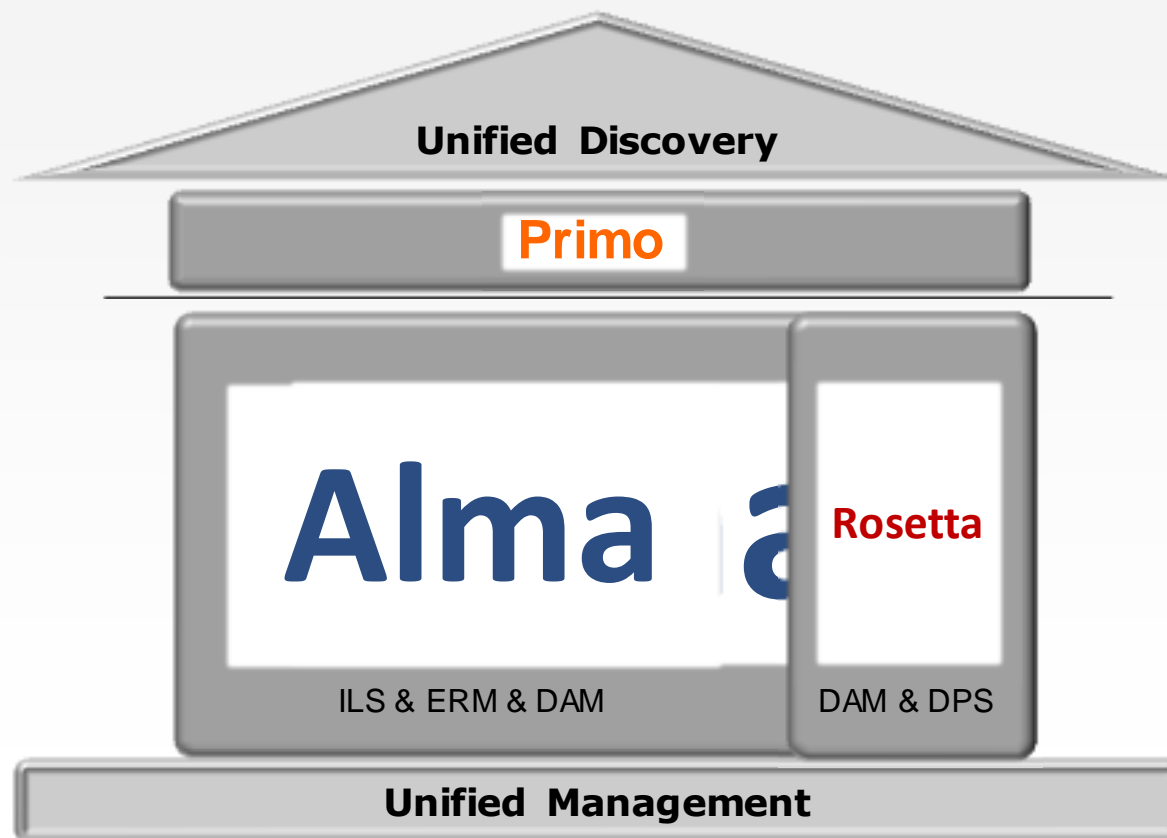 Unified Discovery
Primo
Alma a
Rosetta
ILS & ERM & DAM
DAM & DPS
Unified Management